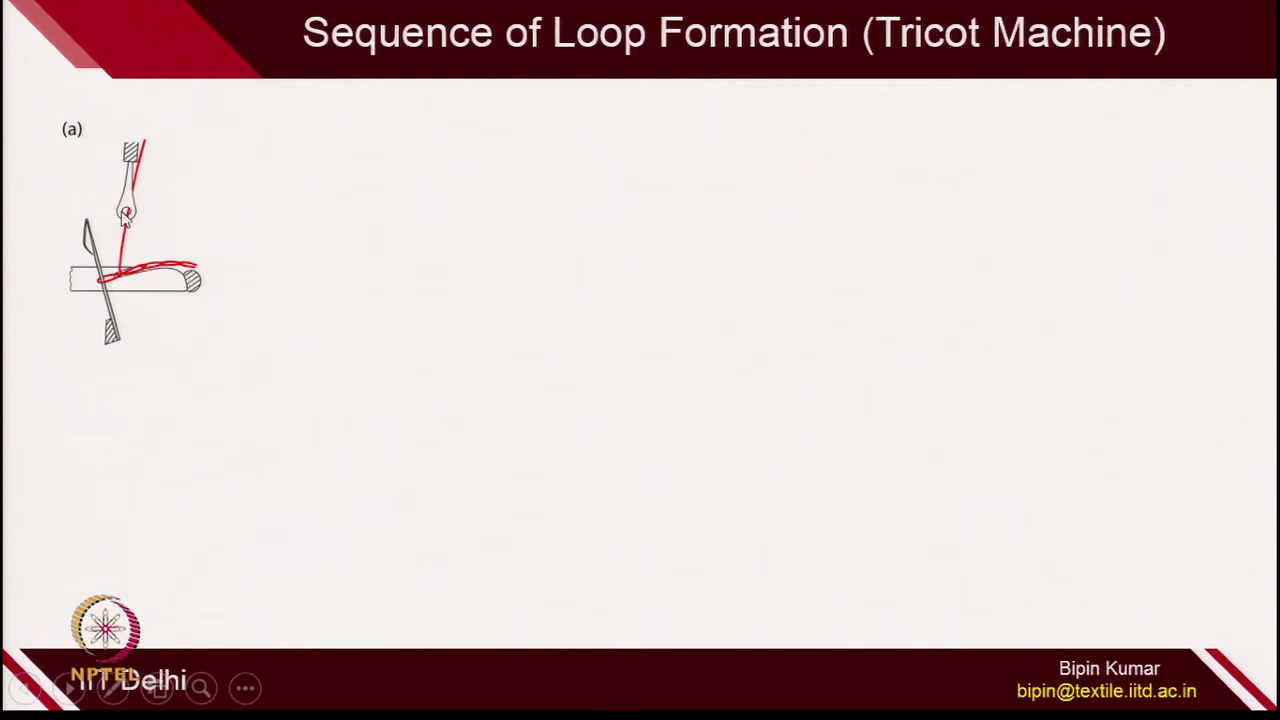 Sequence of Loop Formation (Tricot Machine)
(a)
NPTEL
IIT Delhi
Bipin Kumar
bipin@textile.iitd.ac.in